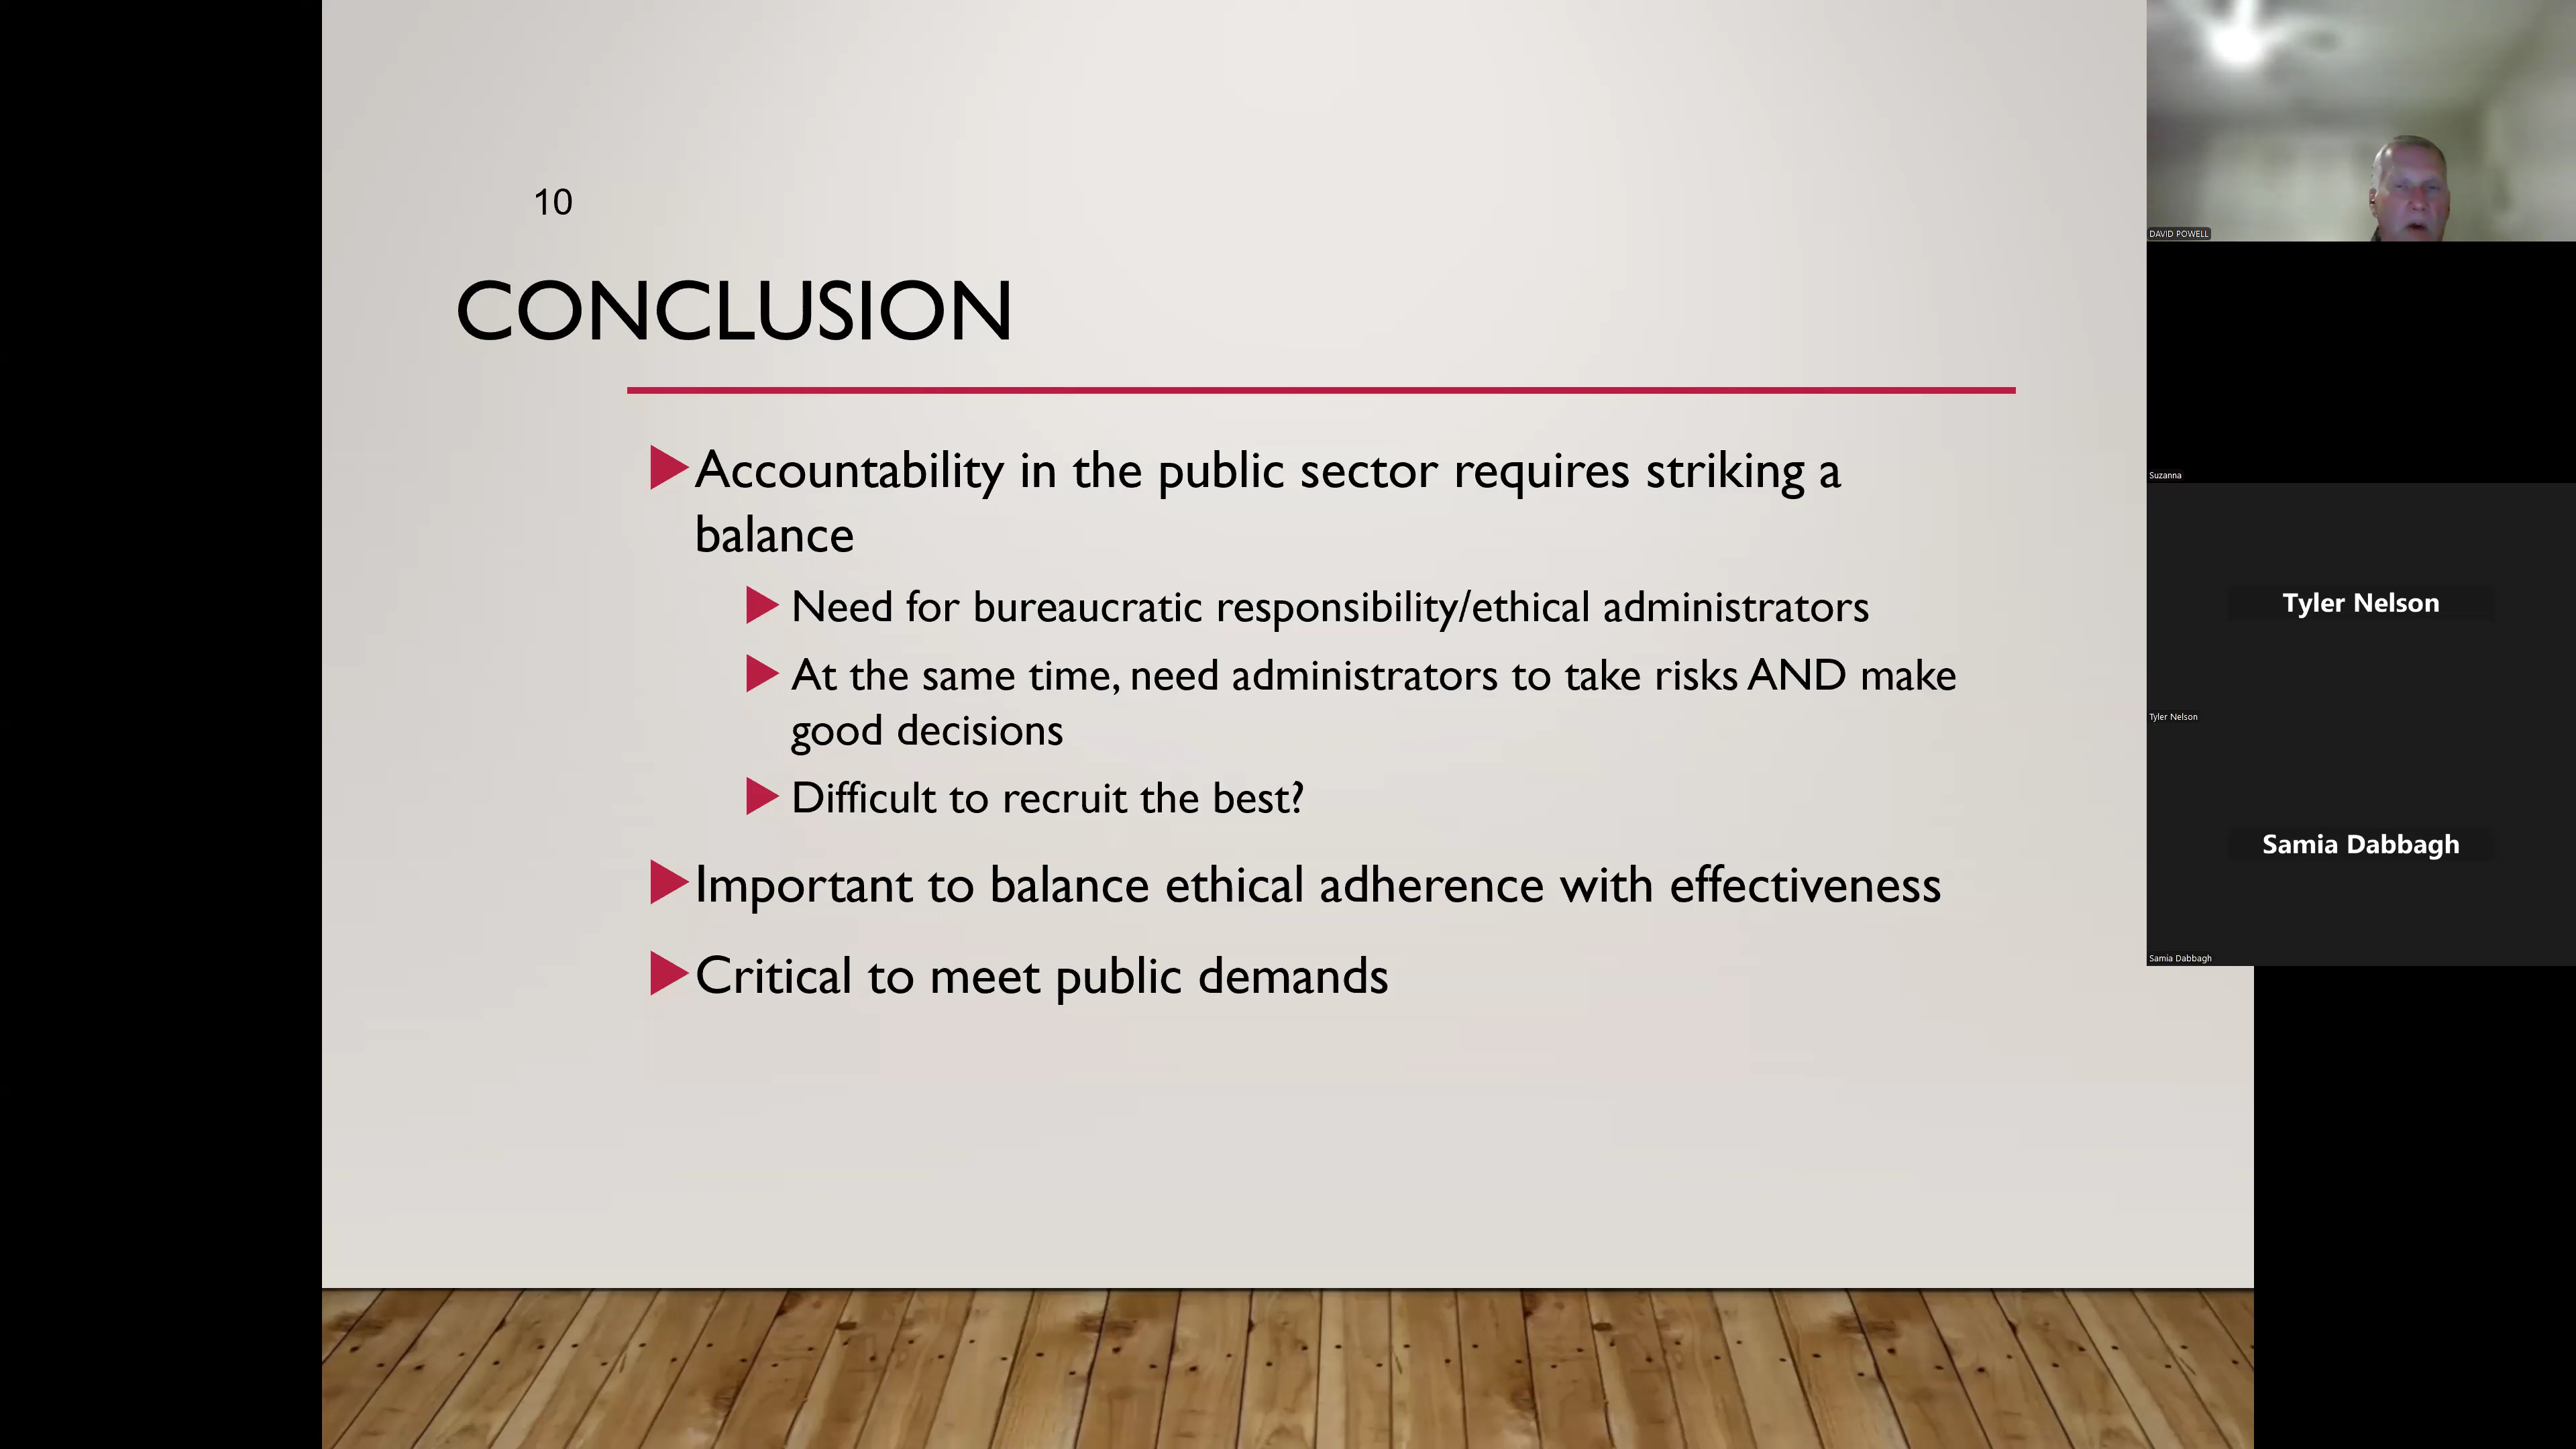 10
CONCLUSION
Accountability in the public sector requires striking a
balance
Need for bureaucratic responsibility/ethical administrators
At the same time, need administrators to take risks AND make
good decisions
Difficult to recruit the best?
Important to balance ethical adherence with effectiveness
Critical to meet public demands
DAVID POWELL
Suzanna
Tyler Nelson
Tyler Nelson
Samia Dabbagh
Samia Dabbagh